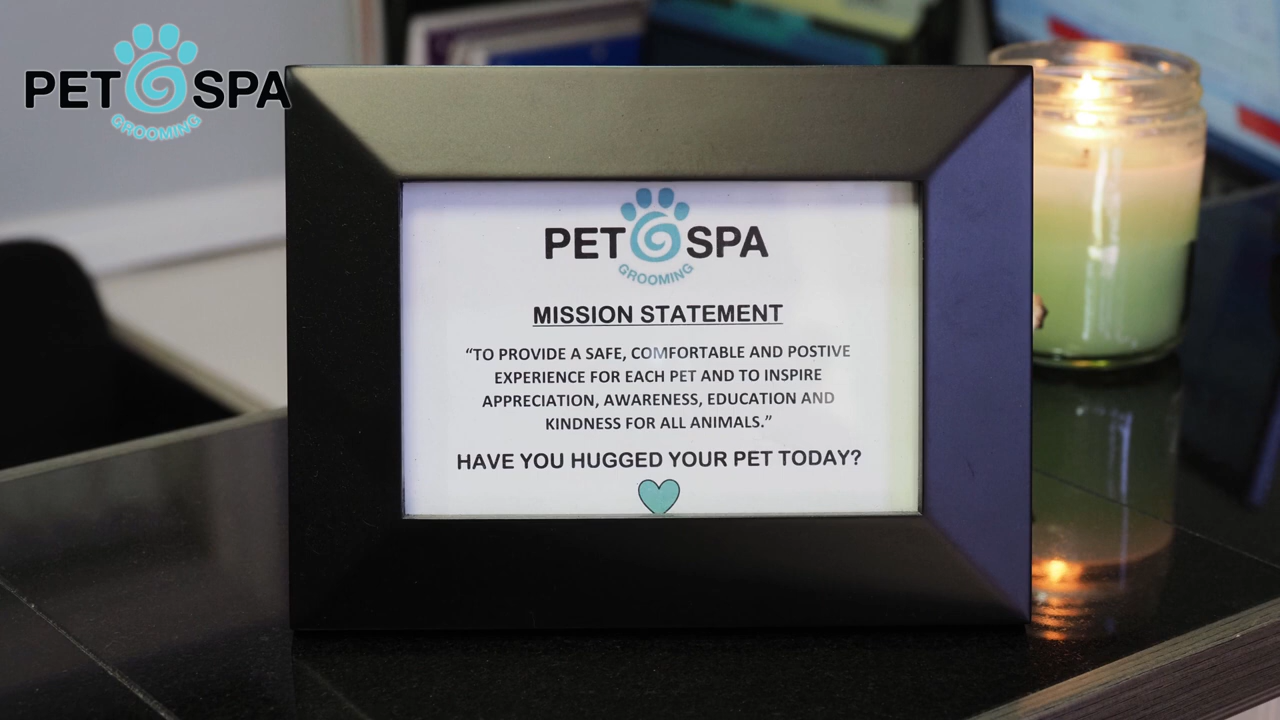 PET SPA
GROOMING
PET SPA
GROOMING
MISSION STATEMENT
“TO PROVIDE A SAFE, COMFORTABLE AND POSTIVE
EXPERIENCE FOR EACH PET AND TO INSPIRE
APPRECIATION, AWARENESS, EDUCATION AND
KINDNESS FOR ALL ANIMALS.”
HAVE YOU HUGGED YOUR PET TODAY?